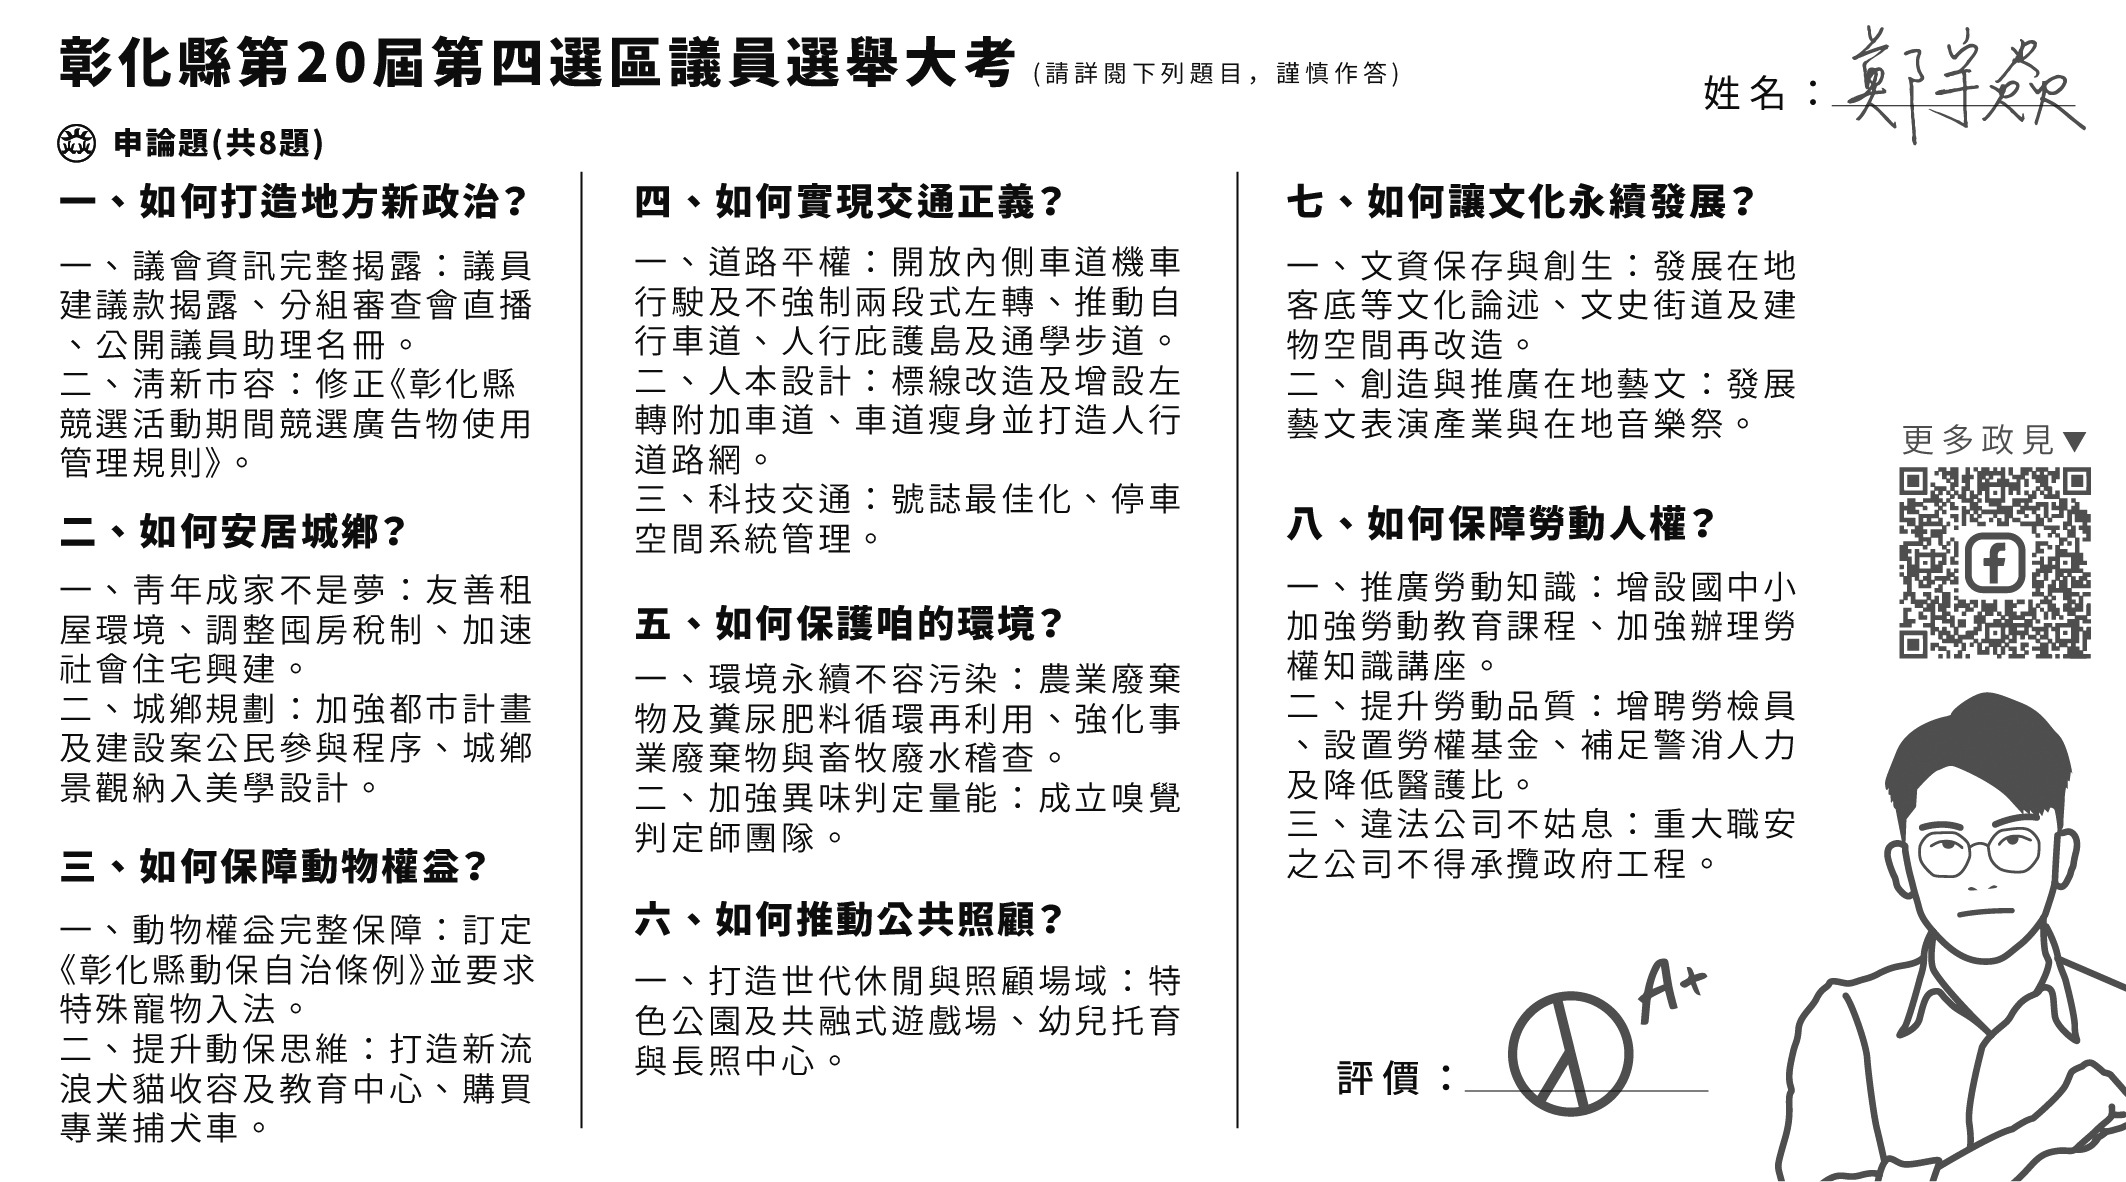 彰化縣第20屆第四選區議員選舉大考 (請詳閱下列題目，謹慎作答)
姓名：鄭宇焱
申論題(共8題)
一、如何打造地方新政治？
一、議會資訊完整揭露：議員
建議款揭露、分組審查會直播
、公開議員助理名冊。
二、清新市容：修正《彰化縣
競選活動期間競選廣告物使用
管理規則》。
二、如何安居城鄉？
一、青年成家不是夢：友善租
屋環境、調整囤房稅制、加速
社會住宅興建。
二、城鄉規劃：加強都市計畫
及建設案公民參與程序、城鄉
景觀納入美學設計。
三、如何保障動物權益？
一、動物權益完整保障：訂定
《彰化縣動保自治條例》並要求
特殊寵物入法。
二、提升動保思維：打造新流
浪犬貓收容及教育中心、購買
專業捕犬車。
四、如何實現交通正義？
一、道路平權：開放內側車道機車
行駛及不強制兩段式左轉、推動自
行車道、人行庇護島及通學步道。
二、人本設計：標線改造及增設左
轉附加車道、車道瘦身並打造人行
道路網。
三、科技交通：號誌最佳化、停車
空間系統管理。
五、如何保護咱的環境？
一、環境永續不容污染：農業廢棄
物及糞尿肥料循環再利用、強化事
業廢棄物與畜牧廢水稽查。
二、加強異味判定量能：成立嗅覺
判定師團隊。
六、如何推動公共照顧？
一、打造世代休閒與照顧場域：特
色公園及共融式遊戲場、幼兒托育
與長照中心。
七、如何讓文化永續發展？
一、文資保存與創生：發展在地
客底等文化論述、文史街道及建
物空間再改造。
二、創造與推廣在地藝文：發展
藝文表演產業與在地音樂祭。
八、如何保障勞動人權？
一、推廣勞動知識：增設國中小
加強勞動教育課程、加強辦理勞
權知識講座。
二、提升勞動品質：增聘勞檢員
、設置勞權基金、補足警消人力
及降低醫護比。
三、違法公司不姑息：重大職安
之公司不得承攬政府工程。
更多政見▼
評價：A+